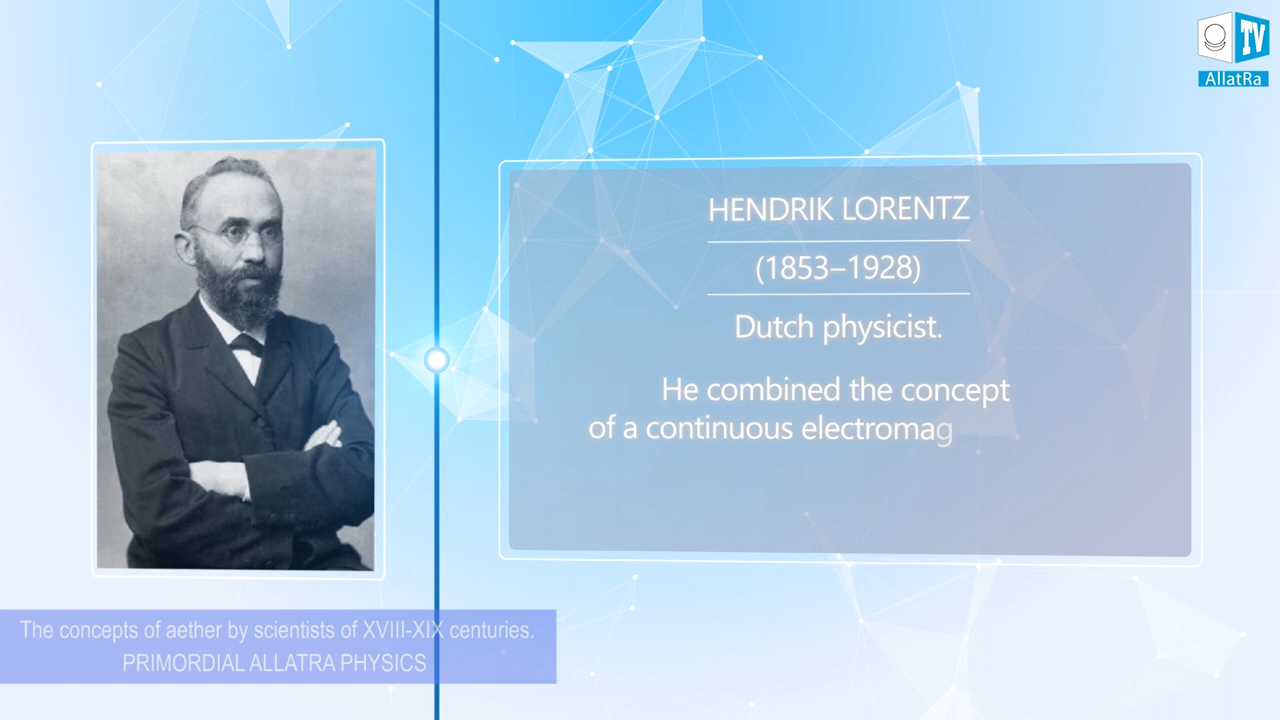 TV
AllatRa
HENDRIK LORENTZ
(1853–1928)
Dutch physicist.
He combined the concept
of a continuous electromag
The concepts of aether by scientists of XVIII-XIX centuries.
PRIMORDIAL ALLATRA PHYSICS